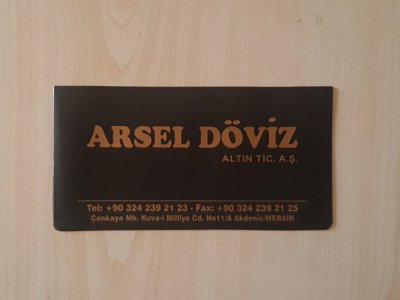 ARSEL DÖVİZ
ALTIN TİC. A.Ş.
Tel: +90 324 239 21 23 - Fax: +90 324 239 21 25
Çankaya Mh. Kuva-i Milliye Cd. No11/A Akdeniz/MERSİN